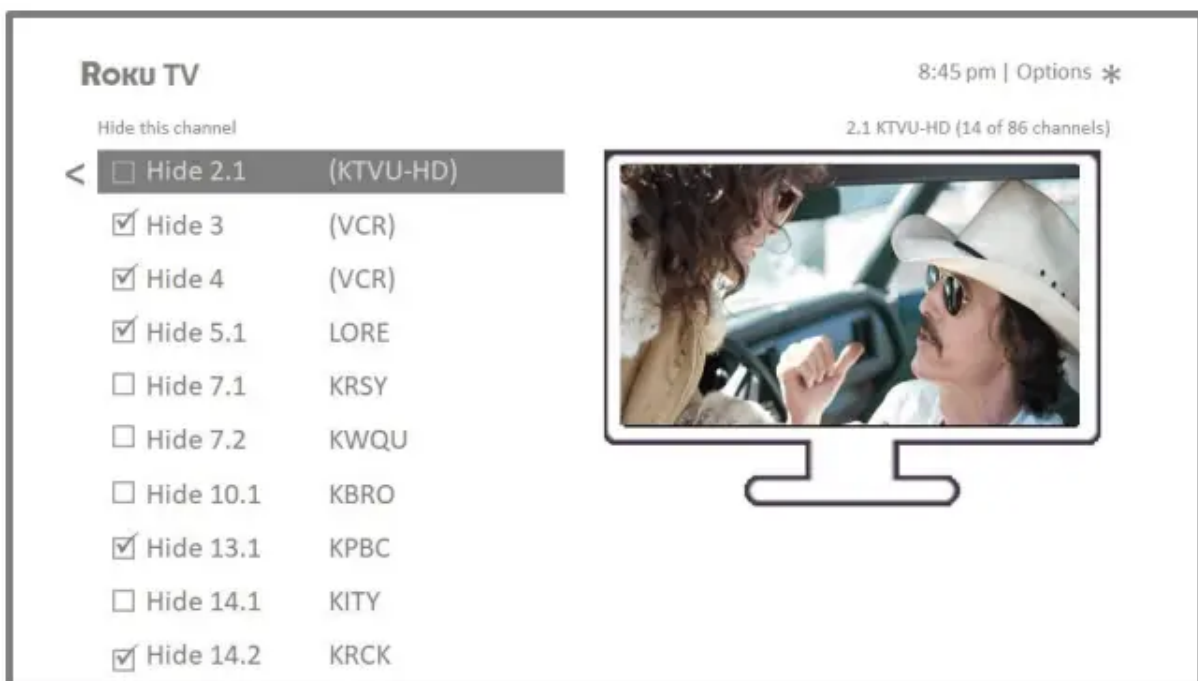 Roku TV
8:45 pm | Options *
Hide this channel
2.1 KTVU-HD (14 of 86 channels)
< Hide 2.1 (KTVU-HD)
Hide 3 (VCR)
Hide 4 (VCR)
Hide 5.1 LORE
Hide 7.1 KRSY
Hide 7.2 KWQU
Hide 10.1 KBRO
Hide 13.1 KPBC
Hide 14.1 KITY
Hide 14.2 KRCK